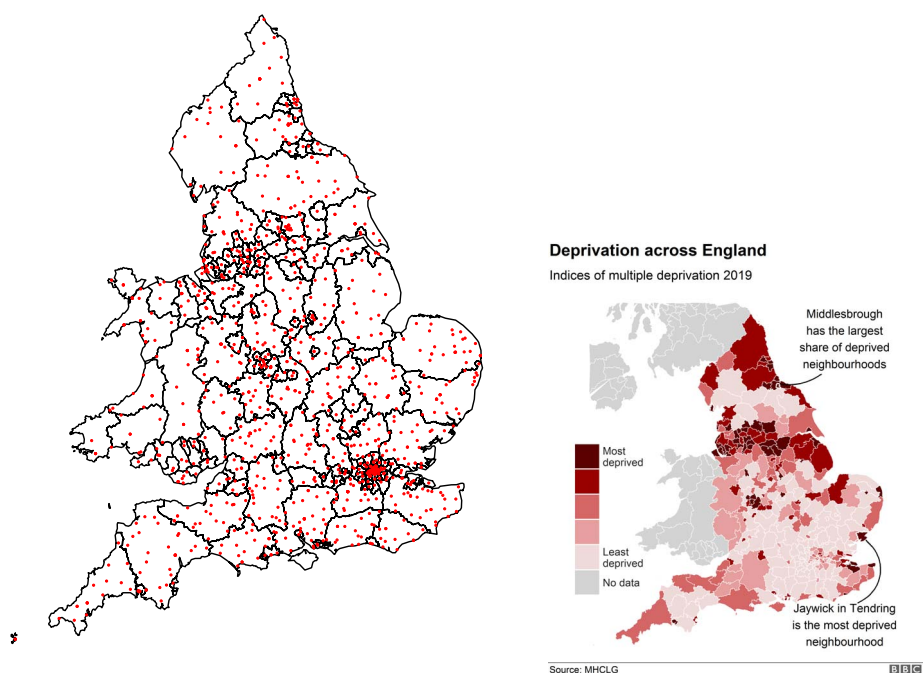 Deprivation across England
Indices of multiple deprivation 2019
Middlesbrough
has the largest
share of deprived
neighbourhoods
Most
deprived
Least
deprived
No data
Jaywick in Tendring
is the most deprived
neighbourhood
Source: MHCLG
BBC